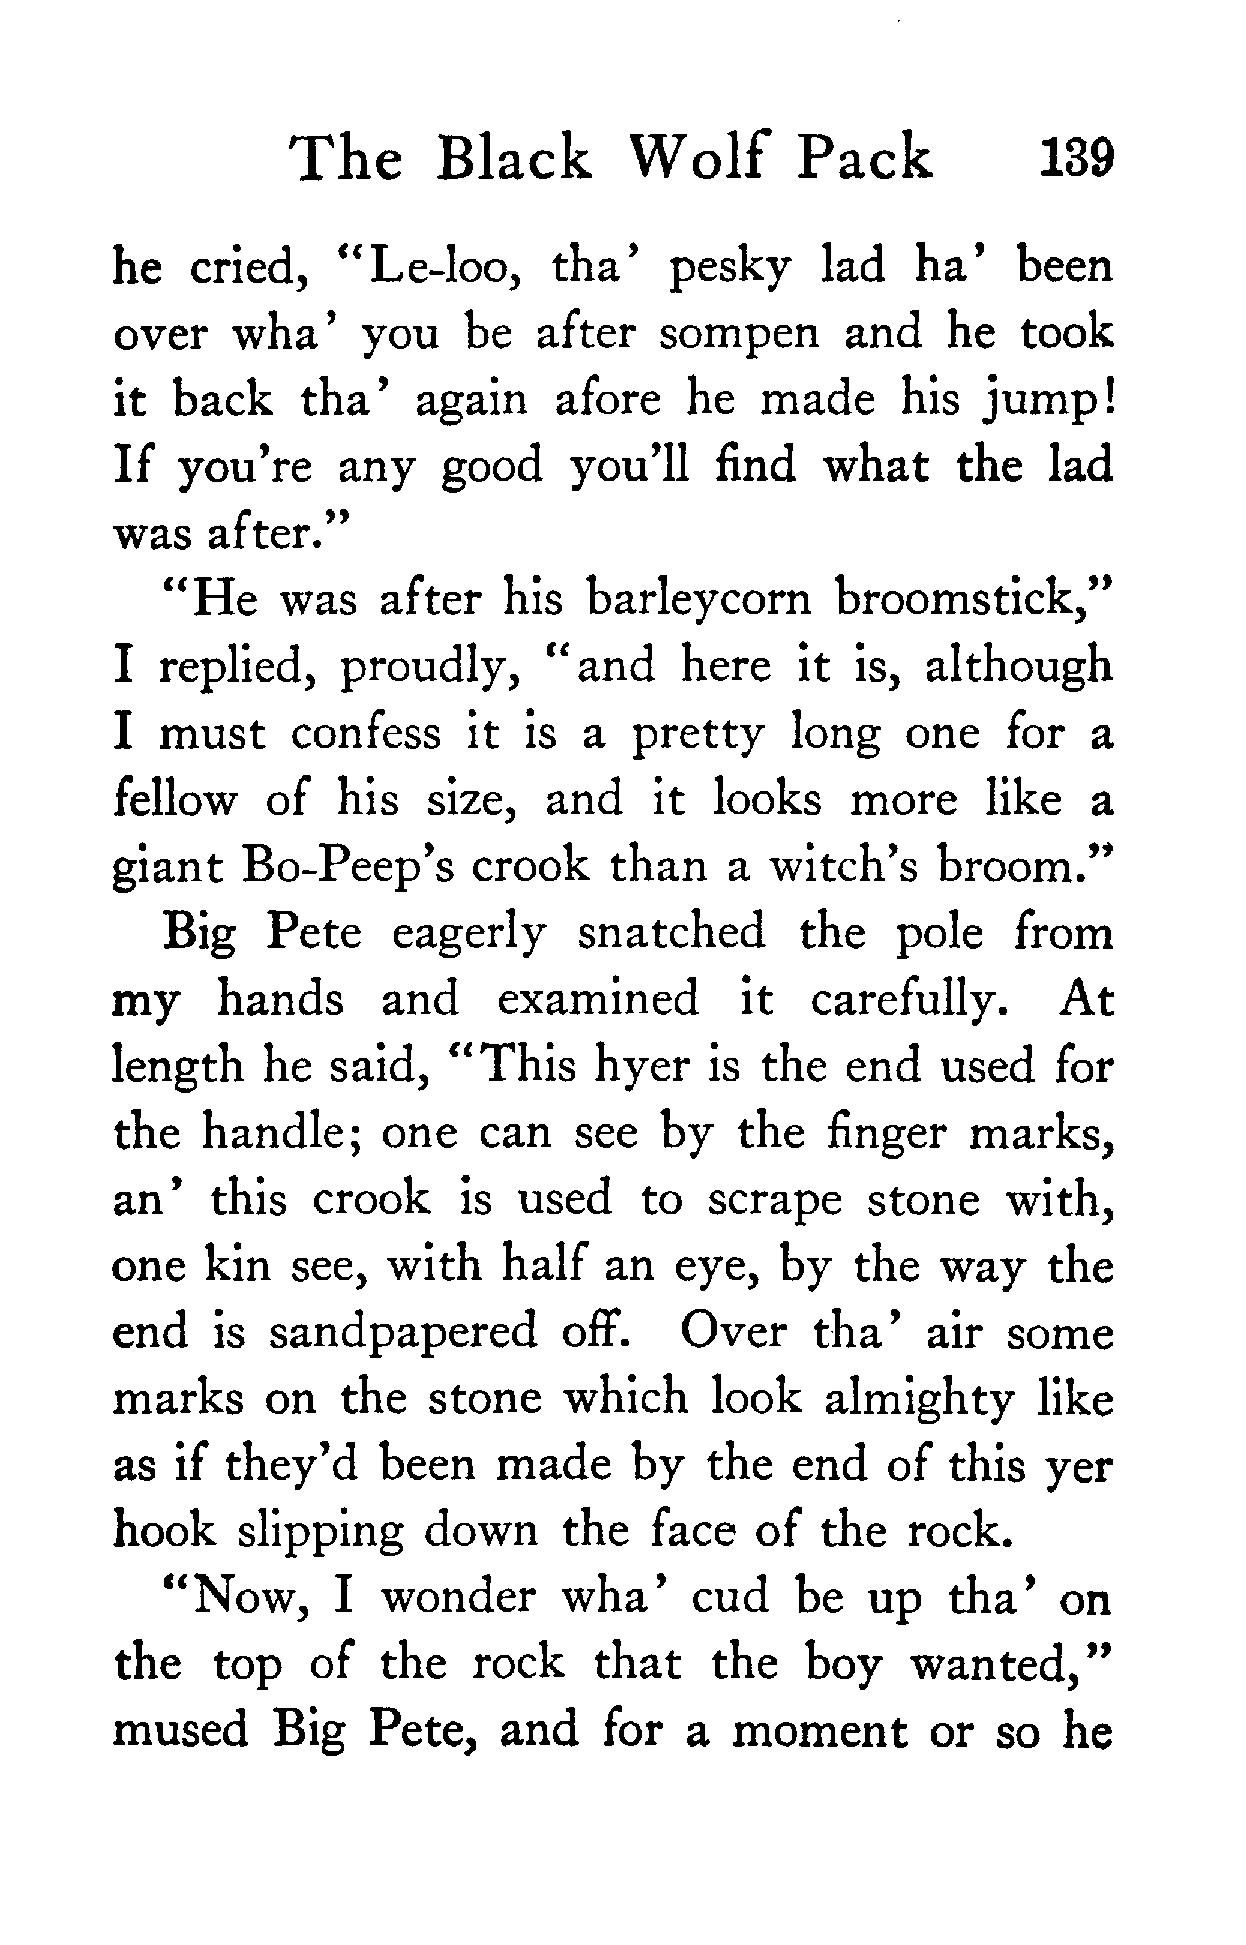 The Black Wolf Pack 139
he cried, "Le-loo, tha' pesky lad ha' been
over wha' you be after sompen and he took
it back tha' again afore he made his jump!
If you're any good you'll find what the lad
was after."
"He was after his barleycorn broomstick,"
I replied, proudly, "and here it is, although
I must confess it is a pretty long one for a
fellow of his size, and it looks more like a
giant Bo-Peep's crook than a witch's broom."
Big Pete eagerly snatched the pole from
my hands and examined it carefully. At
length he said, "This hyer is the end used for
the handle; one can see by the finger marks,
an' this crook is used to scrape stone with,
one kin see, with half an eye, by the way the
end is sandpapered off. Over tha' air some
marks on the stone which look almighty like
as if they'd been made by the end of this yer
hook slipping down the face of the rock.
"Now, I wonder wha' cud be up tha' on
the top of the rock that the boy wanted,"
mused Big Pete, and for a moment or so he